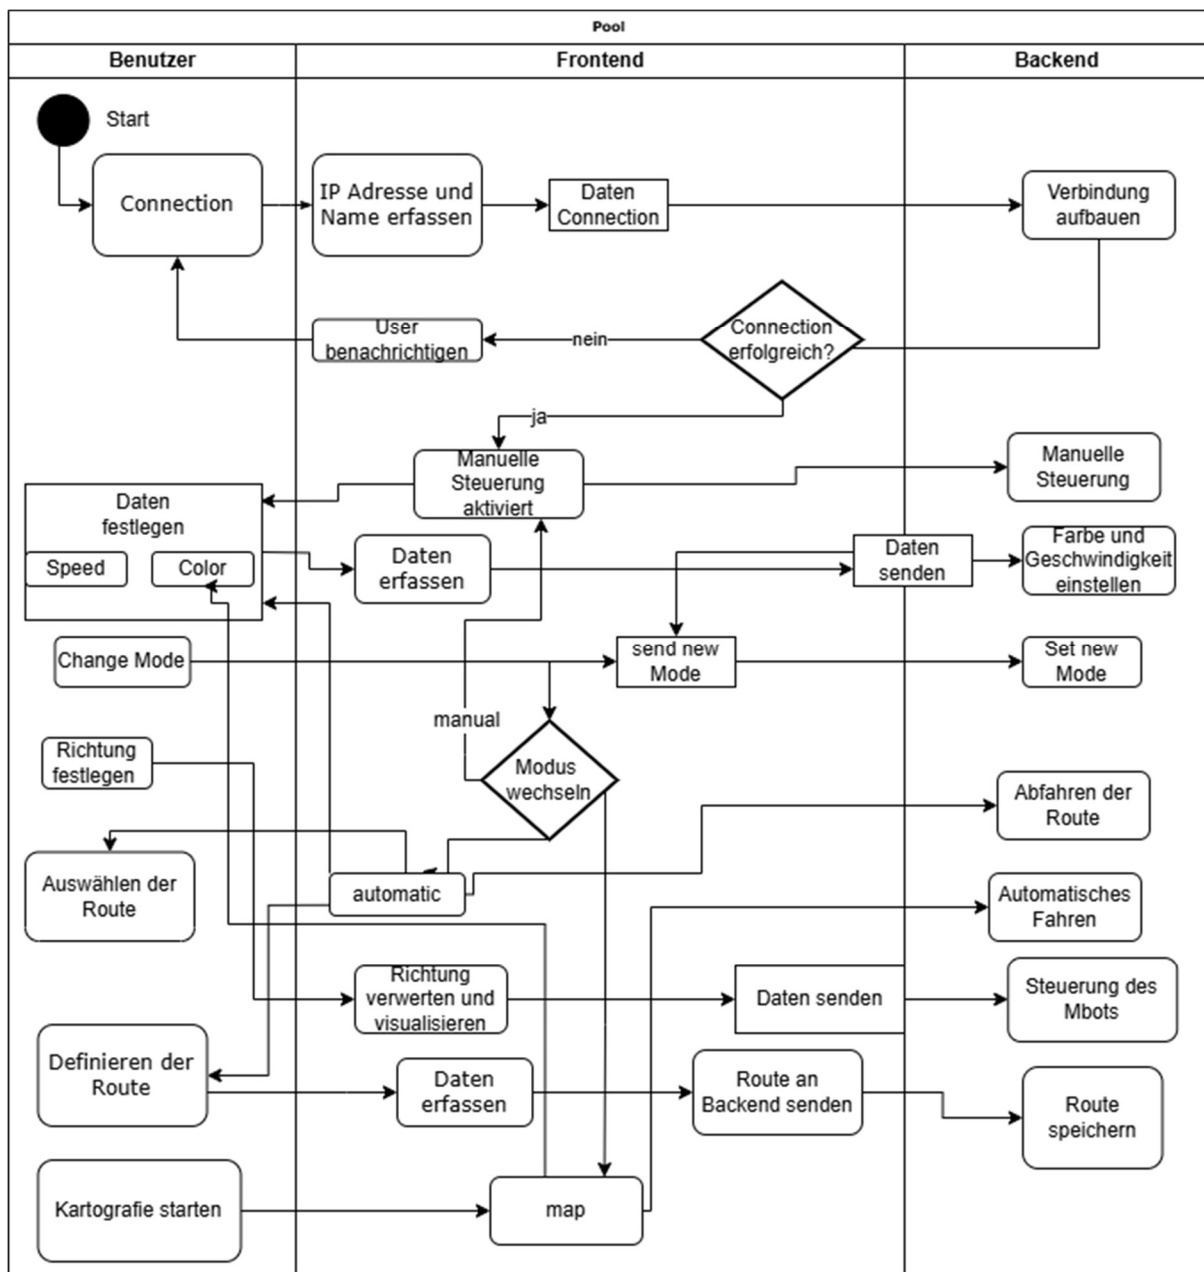 Pool
Benutzer
Frontend
Backend
Start
Connection
IP Adresse und
Name erfassen
Daten
Connection
Verbindung
aufbauen
User
benachrichtigen
nein
Connection
erfolgreich?
ja
Manuelle
Steuerung
aktiviert
Manuelle
Steuerung
Daten
festlegen
Speed
Color
Daten
erfassen
Daten
senden
Farbe und
Geschwindigkeit
einstellen
Change Mode
send new
Mode
Set new
Mode
manual
Richtung
festlegen
Modus
wechseln
Abfahren der
Route
Auswählen der
Route
automatic
Automatisches
Fahren
Richtung
verwerten und
visualisieren
Daten senden
Steuerung des
Mbots
Definieren der
Route
Daten
erfassen
Route an
Backend senden
Route
speichern
Kartografie starten
map